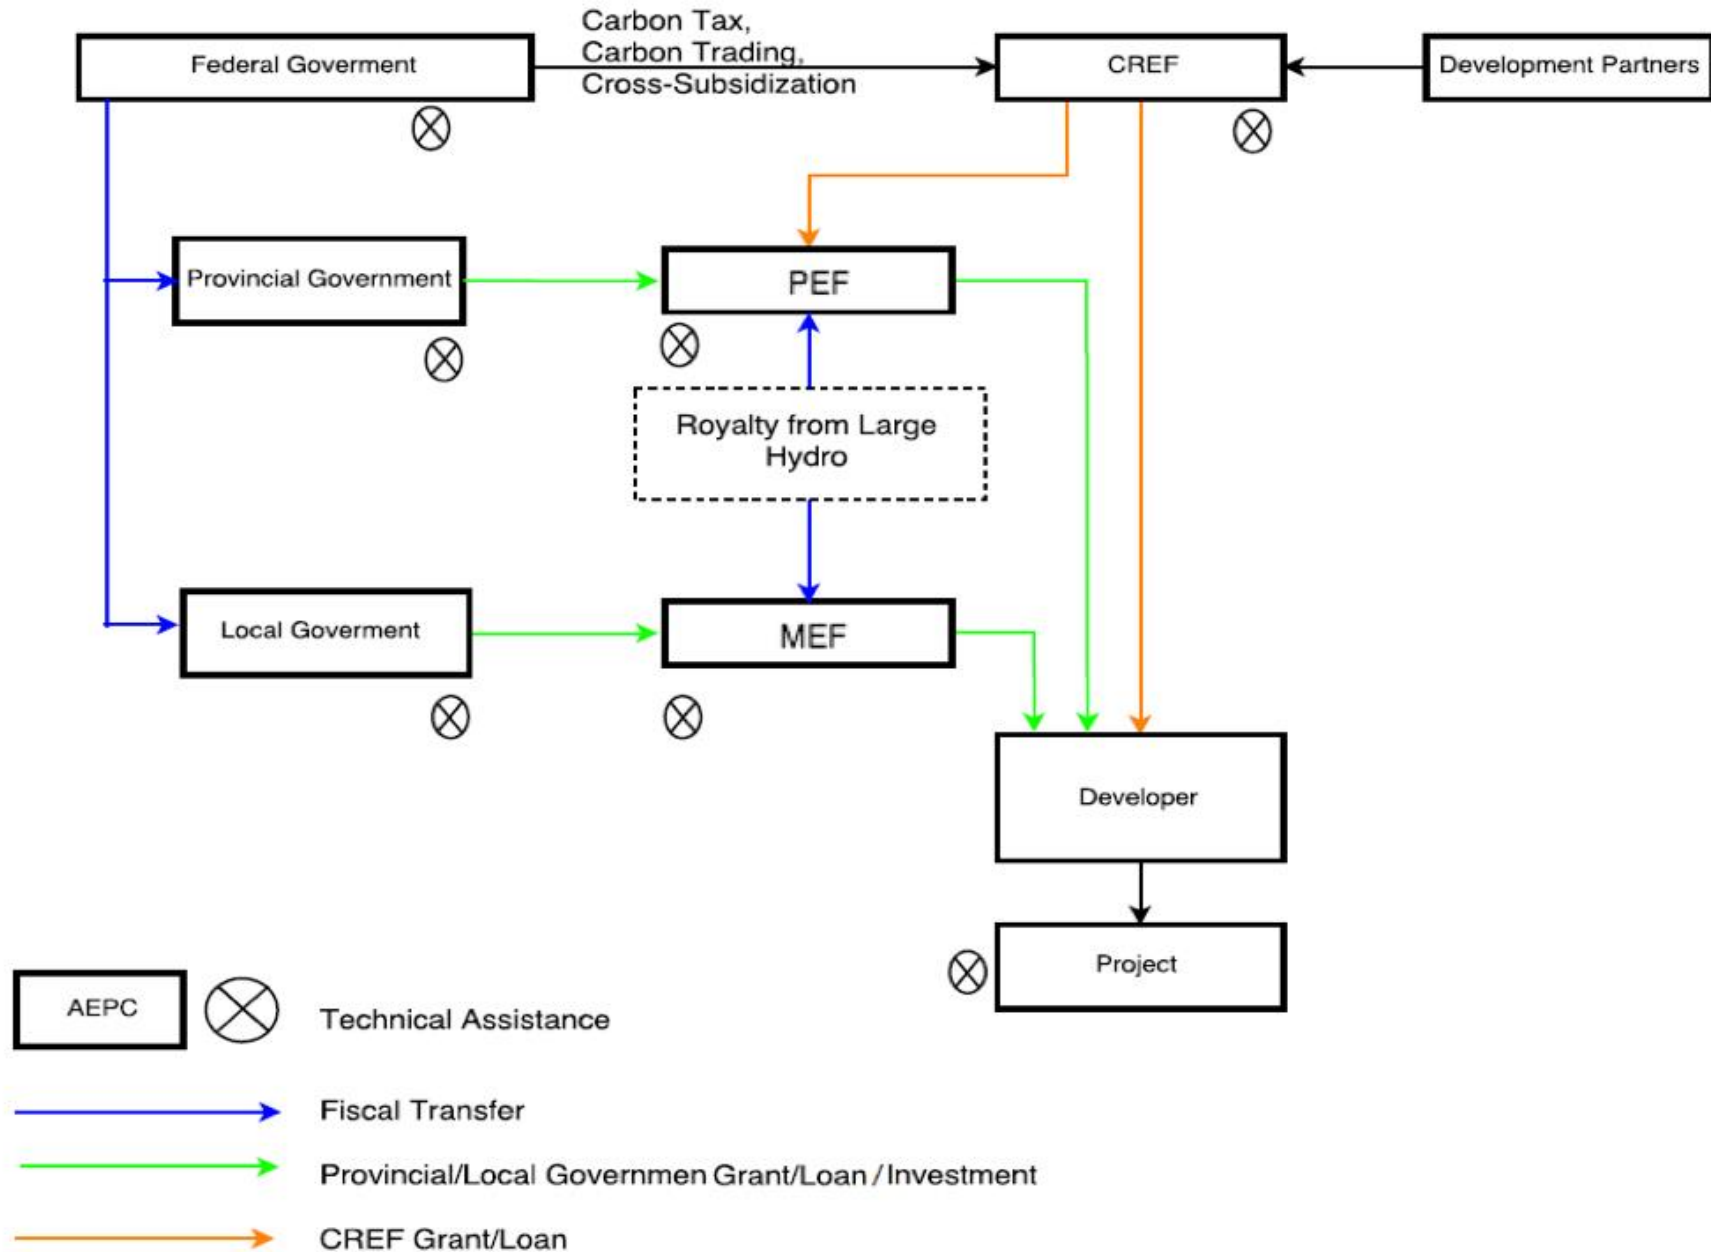 Carbon Tax,
Carbon Trading,
Cross-Subsidization
Federal Goverment
CREF
Development Partners
Provincial Government
PEF
Royalty from Large
Hydro
Local Goverment
MEF
Developer
Project
AEPC
Technical Assistance
Fiscal Transfer
Provincial/Local Governmen Grant/Loan/Investment
CREF Grant/Loan